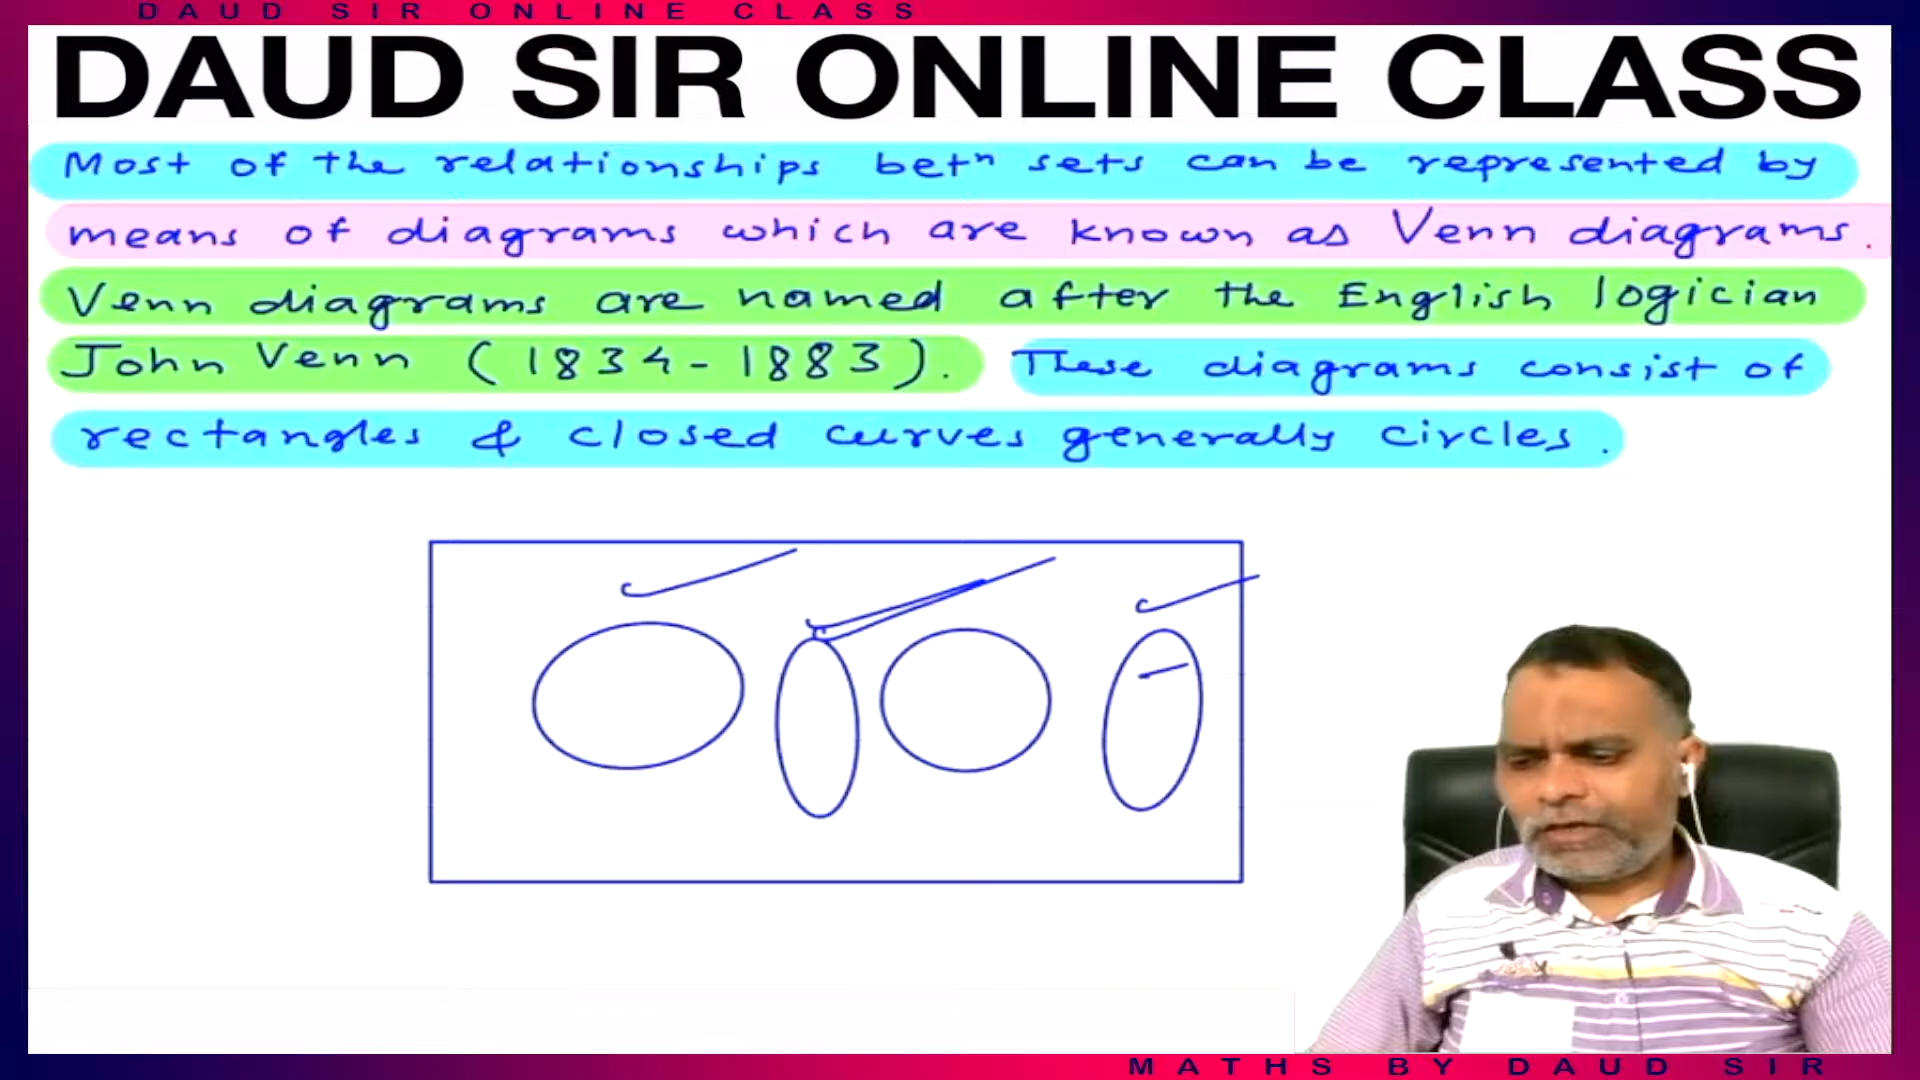 DAUD SIR ONLINE CLASS
DAUD SIR ONLINE CLASS
Most of the relationships betⁿ sets can be represented by
means of diagrams which are known as Venn diagrams.
Venn diagrams are named after the English logician
John Venn (1834-1883). These diagrams consist of
rectangles & closed curves generally circles.
MATHS BY DAUD SIR